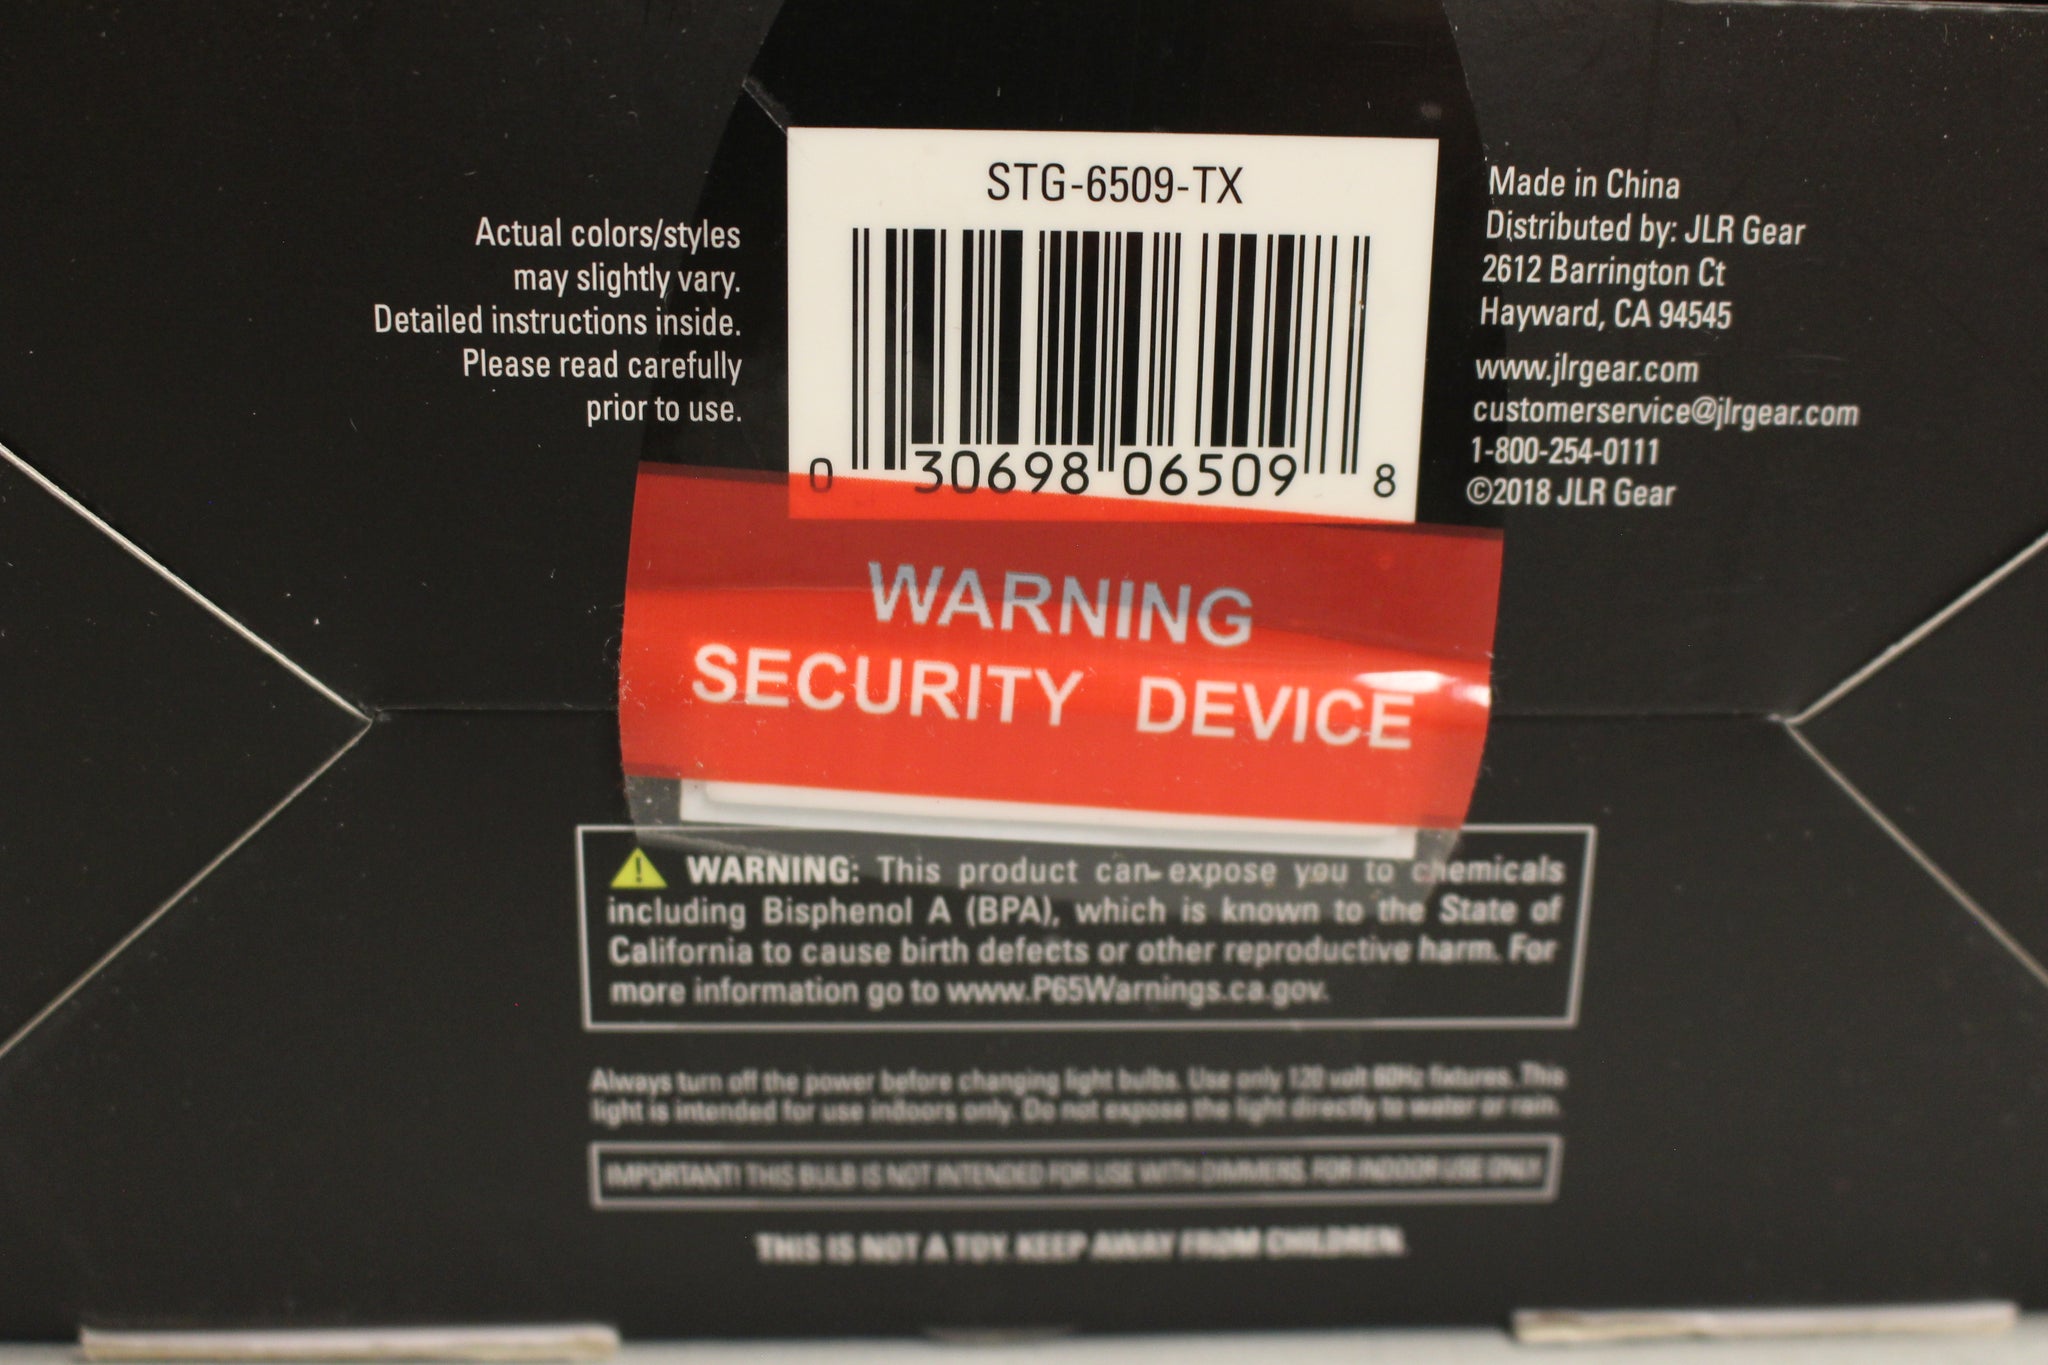 STG-6509-TX
0 30698 06509 8
Actual colors/styles
may slightly vary.
Detailed instructions inside.
Please read carefully
prior to use.
Made in China
Distributed by: JLR Gear
2612 Barrington Ct
Hayward, CA 94545
www.jlrgear.com
customerservice@jlrgear.com
1-800-254-0111
©2018 JLR Gear
WARNING
SECURITY DEVICE
WARNING: This product can expose you to chemicals
including Bisphenol A (BPA), which is known to the State of
California to cause birth defects or other reproductive harm. For
more information go to www.P65Warnings.ca.gov.
Always turn off the power before changing light bulbs. Use only 120 volt 60Hz fixtures. This
light is intended for use indoors only. Do not expose the light directly to water or rain.
IMPORTANT! THIS BULB IS NOT INTENDED FOR USE WITH DIMMERS. FOR INDOOR USE ONLY.
THIS IS NOT A TOY. KEEP AWAY FROM CHILDREN.